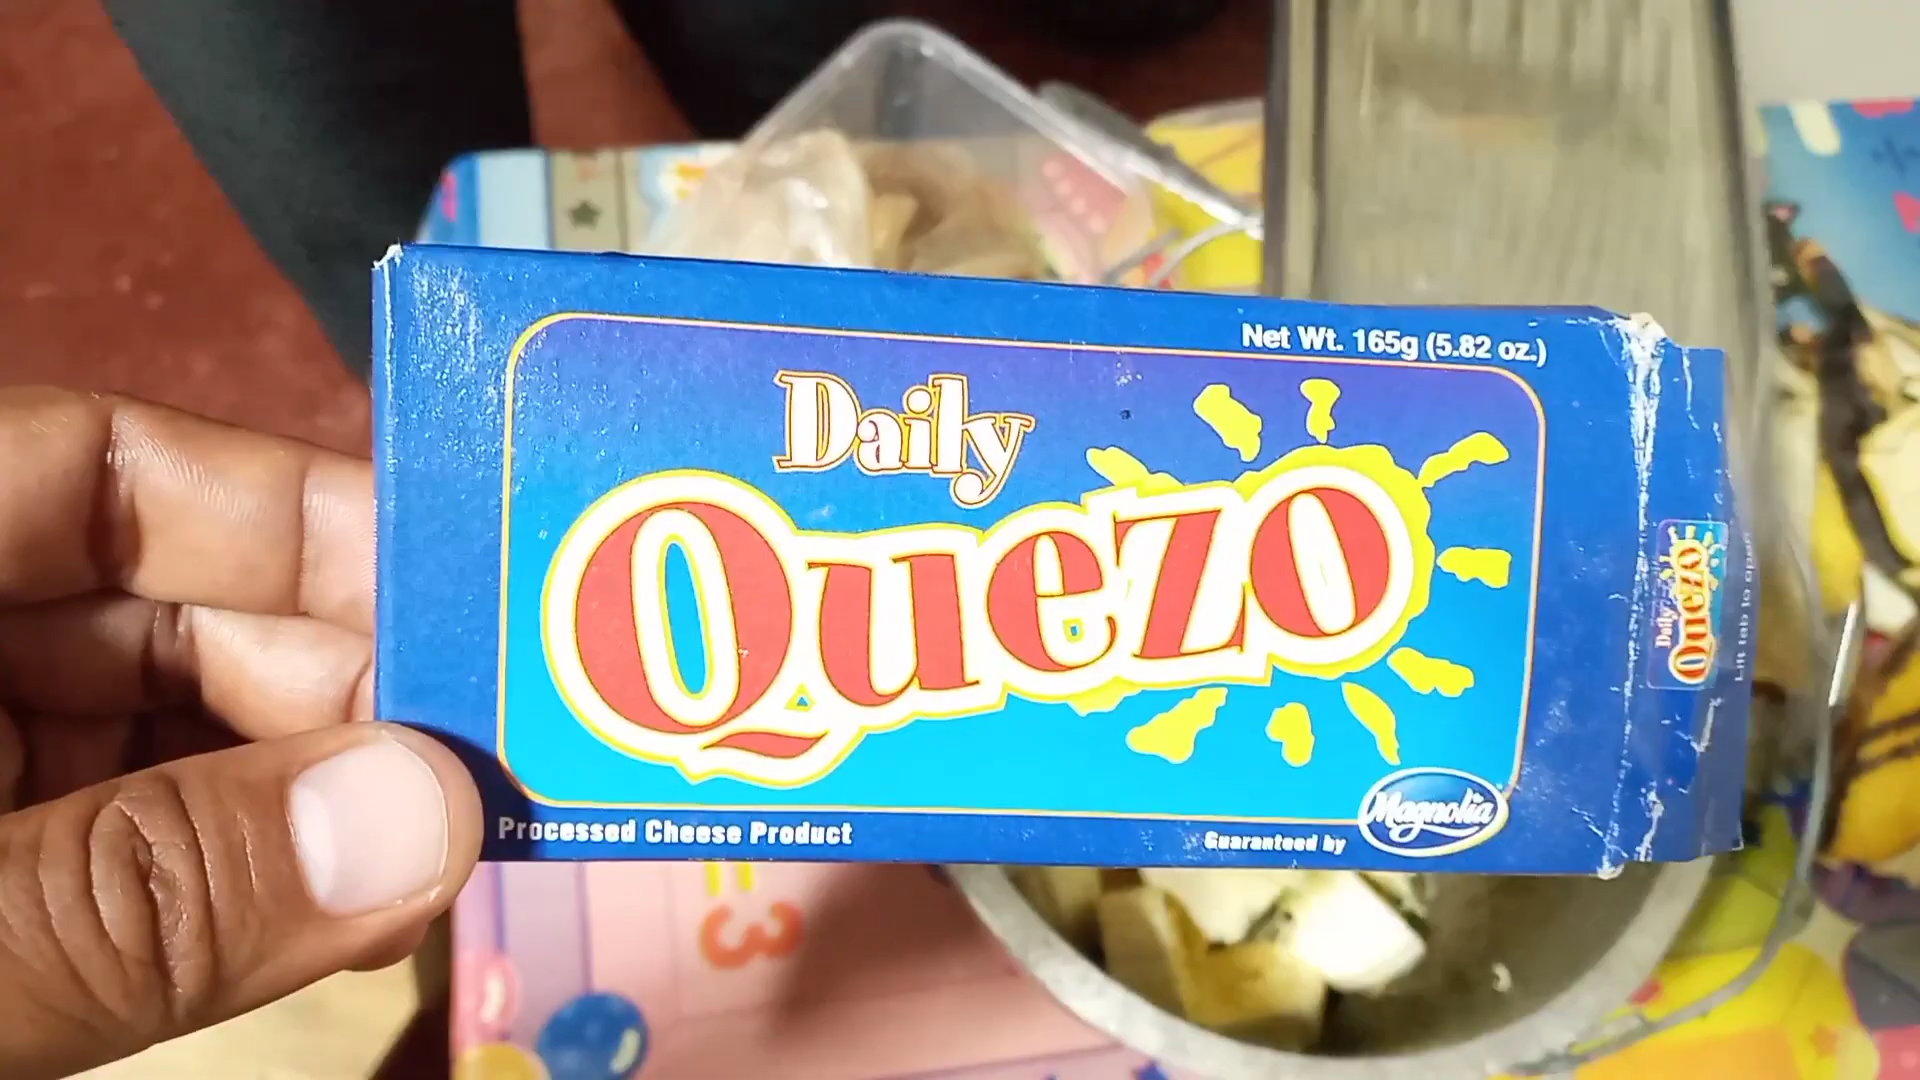 Net Wt. 165g (5.82 oz.)
Daily
Quezo
Processed Cheese Product
Guaranteed by
Magnolia
Daily
Quezo
Lift tab to open
3